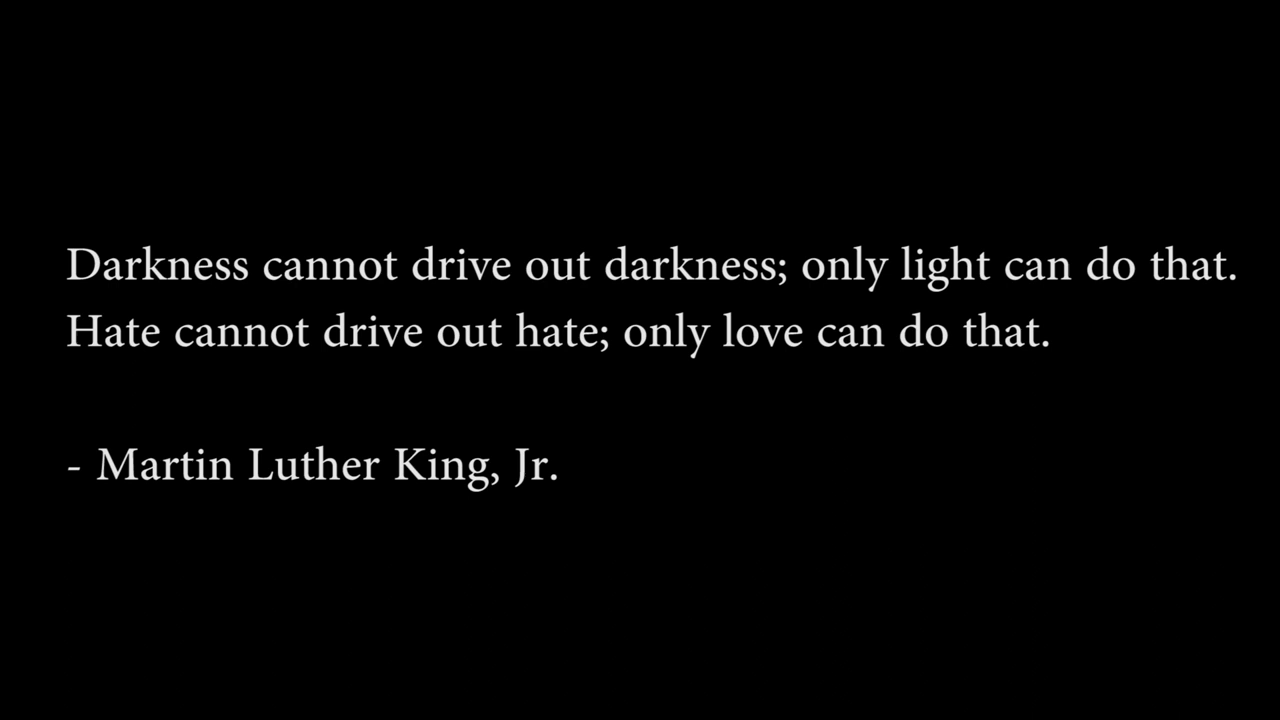 Darkness cannot drive out darkness; only light can do that.
Hate cannot drive out hate; only love can do that.
- Martin Luther King, Jr.